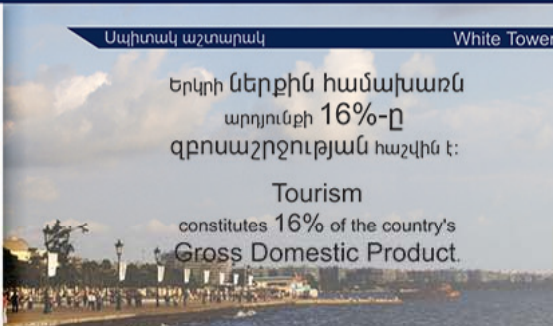 Սպիտակ աշտարակ
White Tower
Երկրի ներքին համախառն
արդյունքի 16%-ը
զբոսաշրջության հաշվին է:
Tourism
constitutes 16% of the country's
Gross Domestic Product.